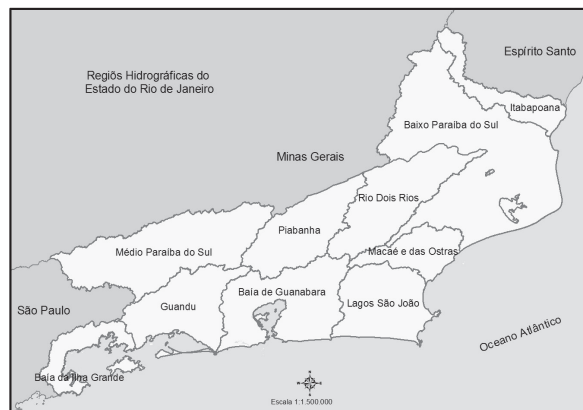 Regiõs Hidrográficas do
Estado do Rio de Janeiro
Espírito Santo
Itabapoana
Baixo Paraíba do Sul
Minas Gerais
Rio Dois Rios
Piabanha
Médio Paraíba do Sul
Macaé e das Ostras
São Paulo
Guandu
Baía de Guanabara
Lagos São João
Oceano Atlântico
Baía da Ilha Grande
Escala 1:1.500.000